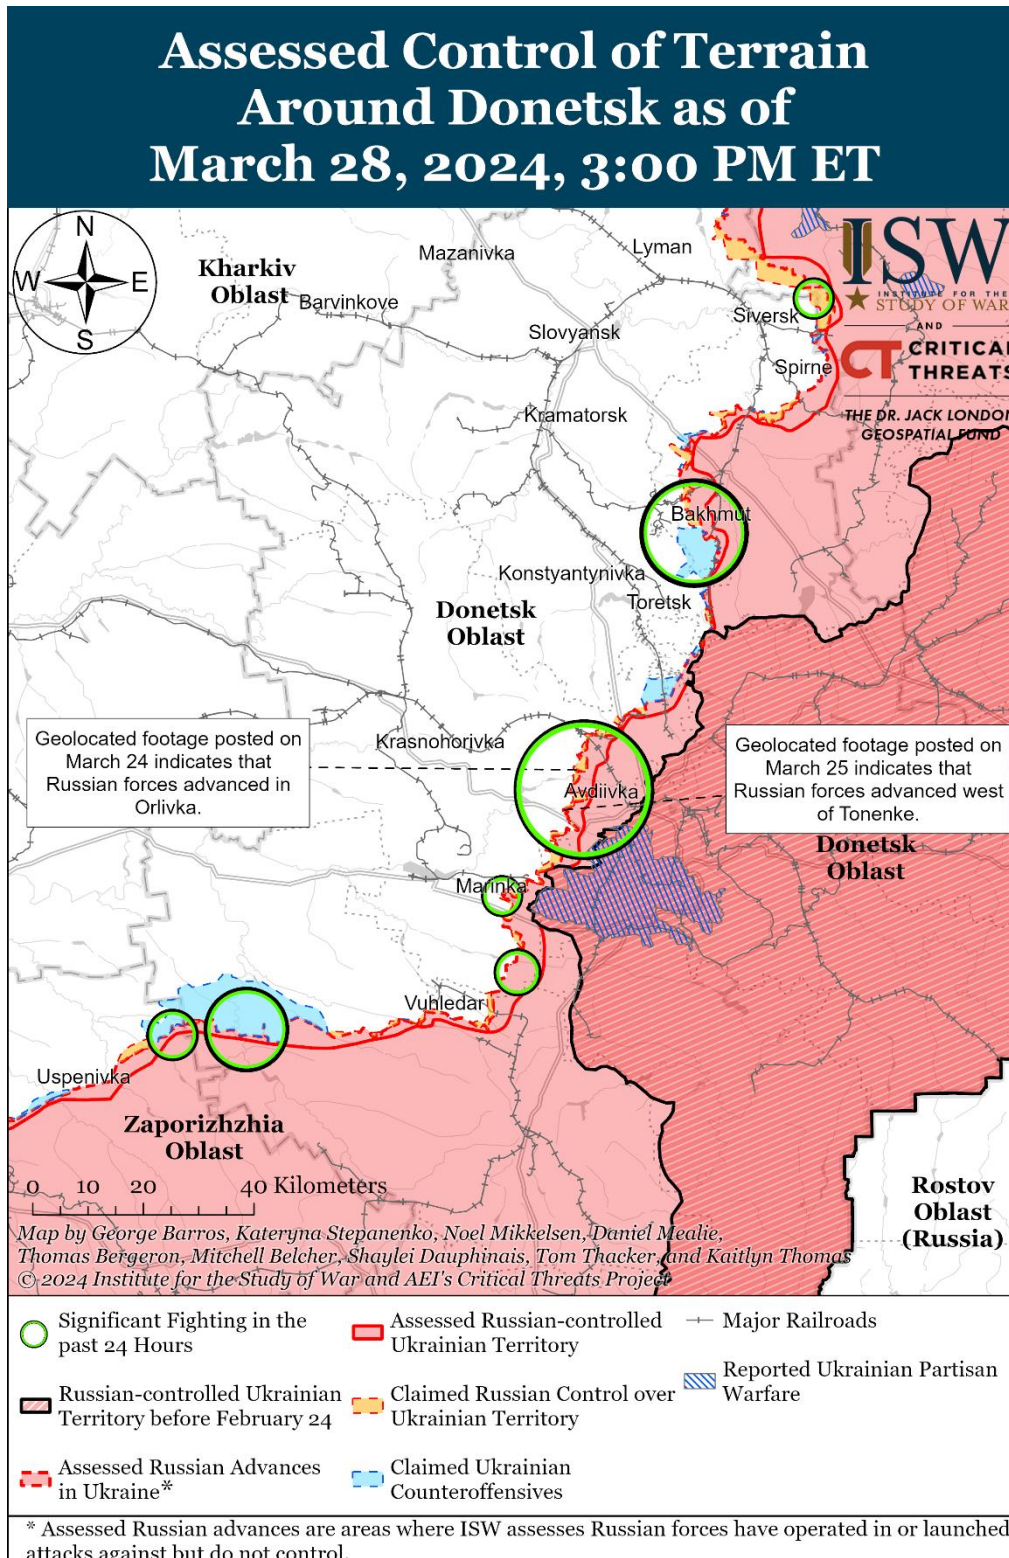 Assessed Control of Terrain
Around Donetsk as of
March 28, 2024, 3:00 PM ET
N
W
E
S
Kharkiv
Oblast
Mazanivka
Lyman
Barvinkove
Slovyansk
Siversk
Spirne
Kramatorsk
ISW
INSTITUTE FOR THE
STUDY OF WAR
AND
CT CRITICAL
THREATS
THE DR. JACK LONDON
GEOSPATIAL FUND
Bakhmut
Konstyantynivka
Toretsk
Donetsk
Oblast
Krasnohorivka
Geolocated footage posted on
March 24 indicates that
Russian forces advanced in
Orlivka.
Avdiivka
Geolocated footage posted on
March 25 indicates that
Russian forces advanced west
of Tonenke.
Donetsk
Oblast
Marinka
Vuhledar
Uspenivka
Zaporizhzhia
Oblast
Rostov
Oblast
(Russia)
0 10 20 40 Kilometers
Map by George Barros, Kateryna Stepanenko, Noel Mikkelsen, Daniel Mealie,
Thomas Bergeron, Mitchell Belcher, Shaylei Dauphinais, Tom Thacker, and Kaitlyn Thomas
© 2024 Institute for the Study of War and AEI's Critical Threats Project
Significant Fighting in the
past 24 Hours
Russian-controlled Ukrainian
Territory before February 24
Assessed Russian Advances
in Ukraine*
Assessed Russian-controlled
Ukrainian Territory
Claimed Russian Control over
Ukrainian Territory
Claimed Ukrainian
Counteroffensives
Major Railroads
Reported Ukrainian Partisan
Warfare
* Assessed Russian advances are areas where ISW assesses Russian forces have operated in or launched
attacks against but do not control.